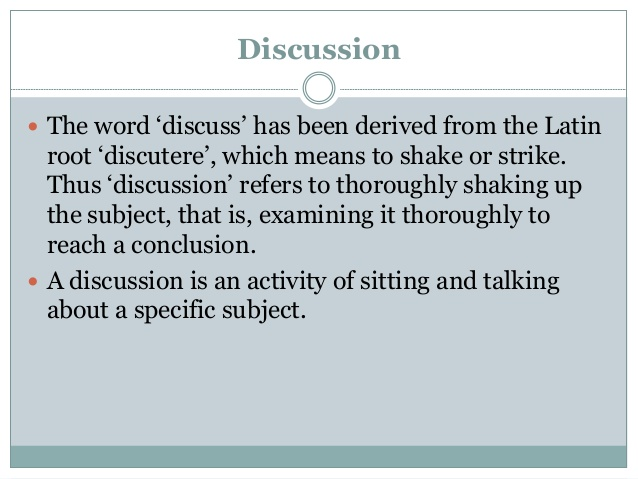 Discussion
• The word ‘discuss’ has been derived from the Latin
root ‘discutere’, which means to shake or strike.
Thus ‘discussion’ refers to thoroughly shaking up
the subject, that is, examining it thoroughly to
reach a conclusion.
• A discussion is an activity of sitting and talking
about a specific subject.